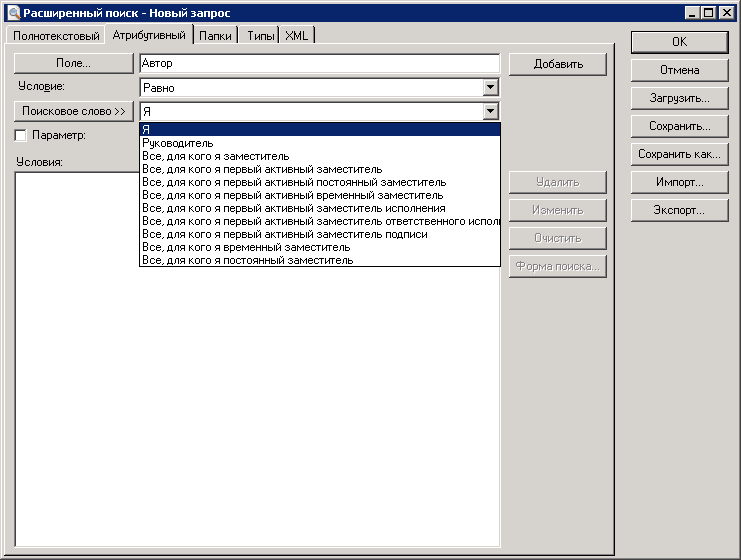 Расширенный поиск - Новый запрос
Полнотекстовый Атрибутивный Папки Типы XML
Поле... Автор Добавить
Условие: Равно
Поисковое слово >> Я
Параметр:
Условия:
Я
Руководитель
Все, для кого я заместитель
Все, для кого я первый активный заместитель
Все, для кого я первый активный постоянный заместитель
Все, для кого я первый активный временный заместитель
Все, для кого я первый активный заместитель исполнения
Все, для кого я первый активный заместитель ответственного испол
Все, для кого я первый активный заместитель подписи
Все, для кого я временный заместитель
Все, для кого я постоянный заместитель
Удалить
Изменить
Очистить
Форма поиска...
OK
Отмена
Загрузить...
Сохранить...
Сохранить как...
Импорт...
Экспорт...